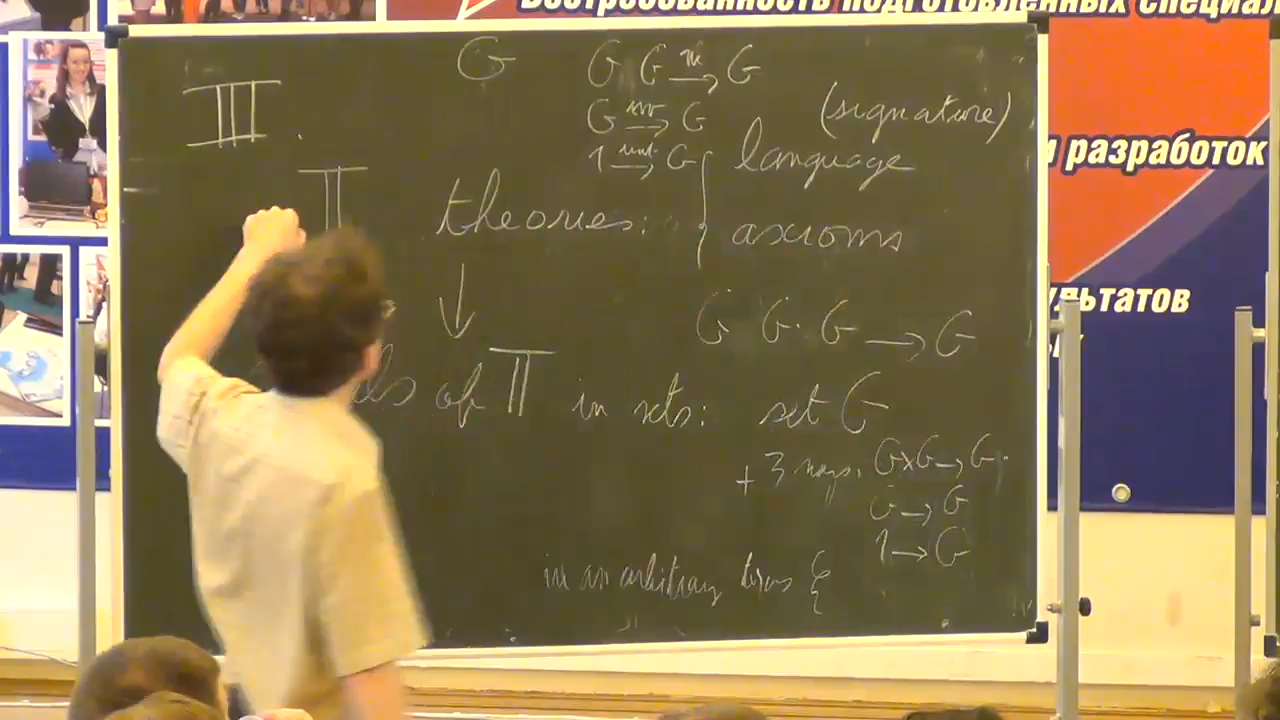 Востребованность подготовленных специал
разработок
ультатов
III.
G G G →m G
G →inv G
1 →unit G
(signature)
language
𝕋 theories: { axioms
G G · G → G
ls of 𝕋 in sets: set G
+ 3 maps. G×G → G.
G → G
1 → G
in an arbitrary topos ℰ